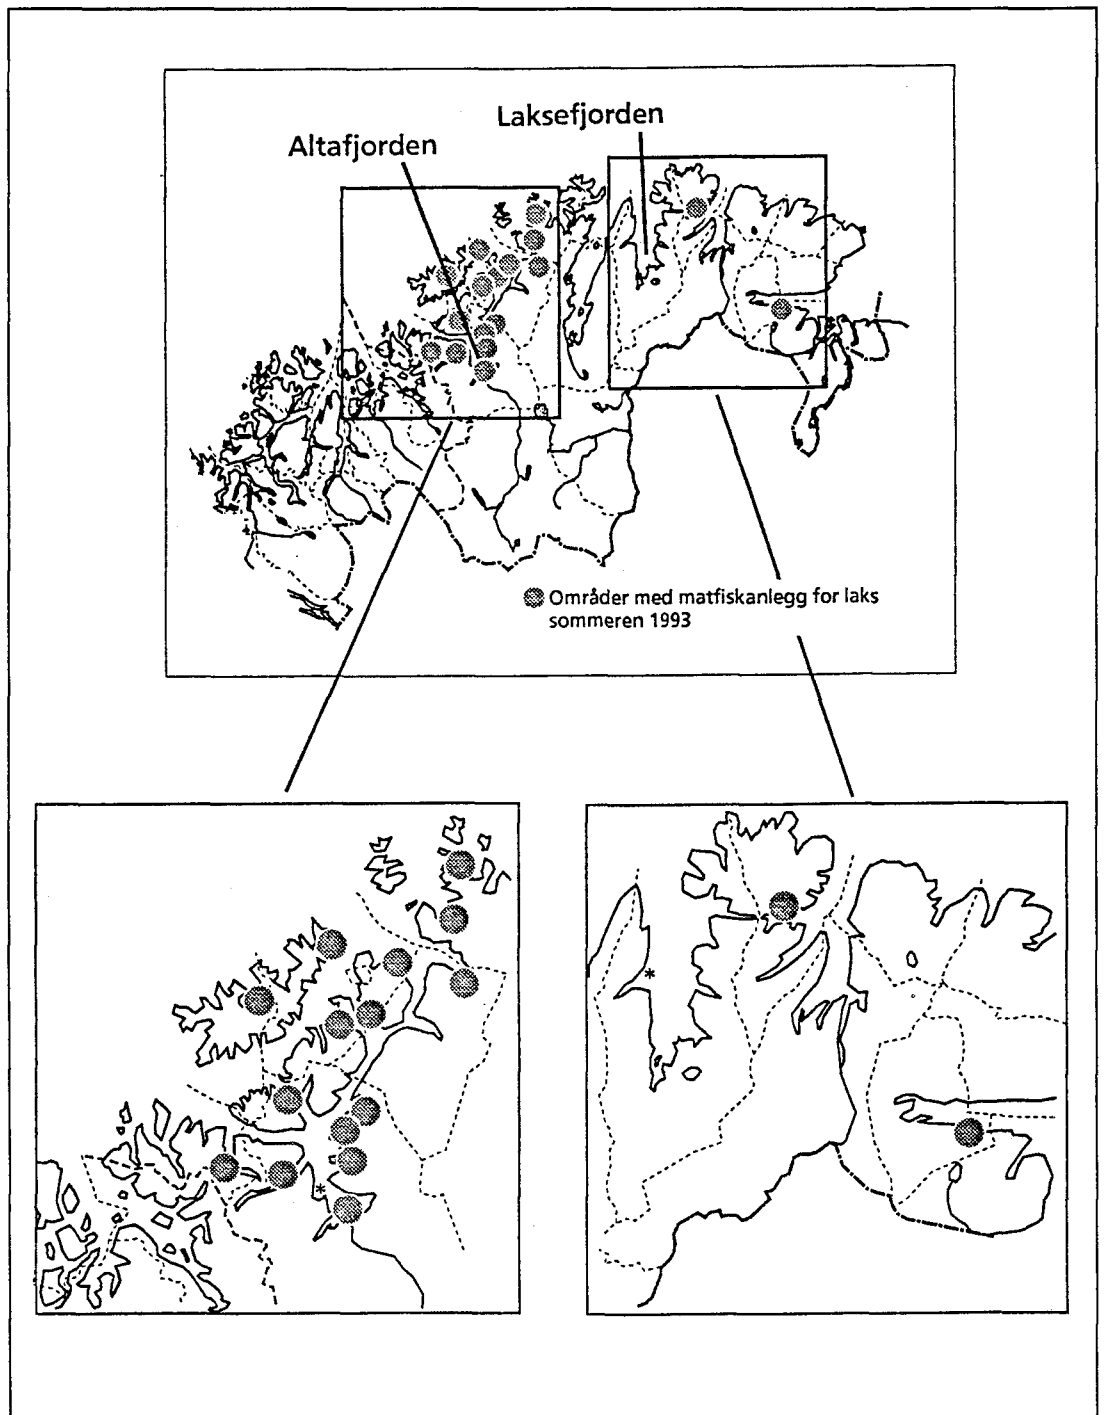 Laksefjorden
Altafjorden
Områder med matfiskanlegg for laks
sommeren 1993
*
*